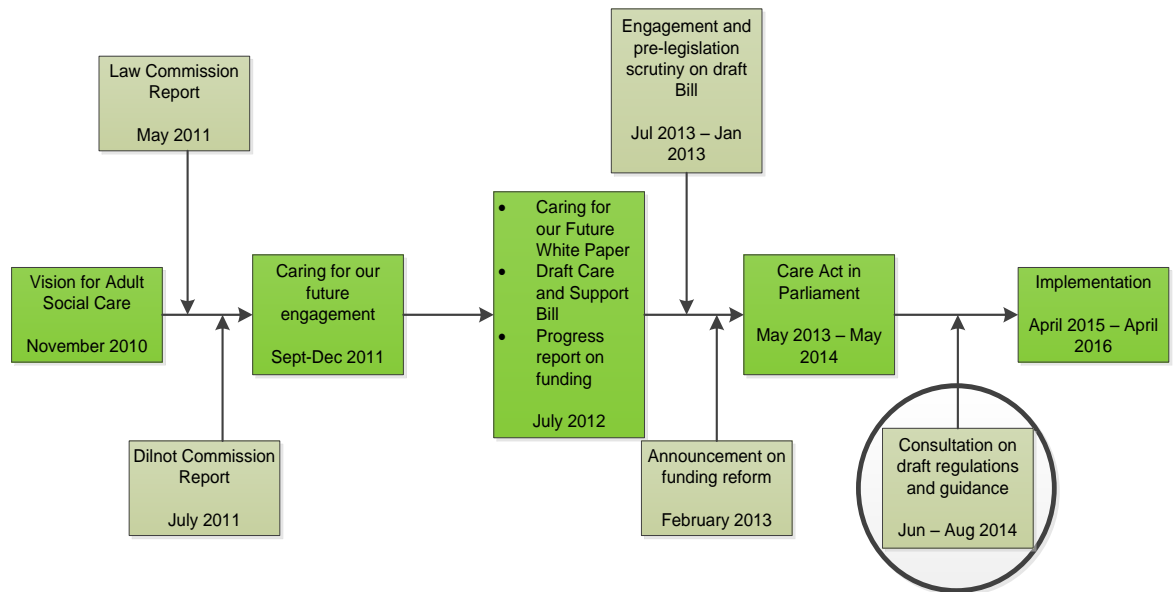 Law Commission
Report
May 2011
Engagement and
pre-legislation
scrutiny on draft
Bill
Jul 2013 – Jan
2013
Vision for Adult
Social Care
November 2010
Caring for our
future
engagement
Sept-Dec 2011
• Caring for
our Future
White Paper
• Draft Care
and Support
Bill
• Progress
report on
funding
July 2012
Care Act in
Parliament
May 2013 – May
2014
Implementation
April 2015 – April
2016
Dilnot Commission
Report
July 2011
Announcement on
funding reform
February 2013
Consultation on
draft regulations
and guidance
Jun – Aug 2014